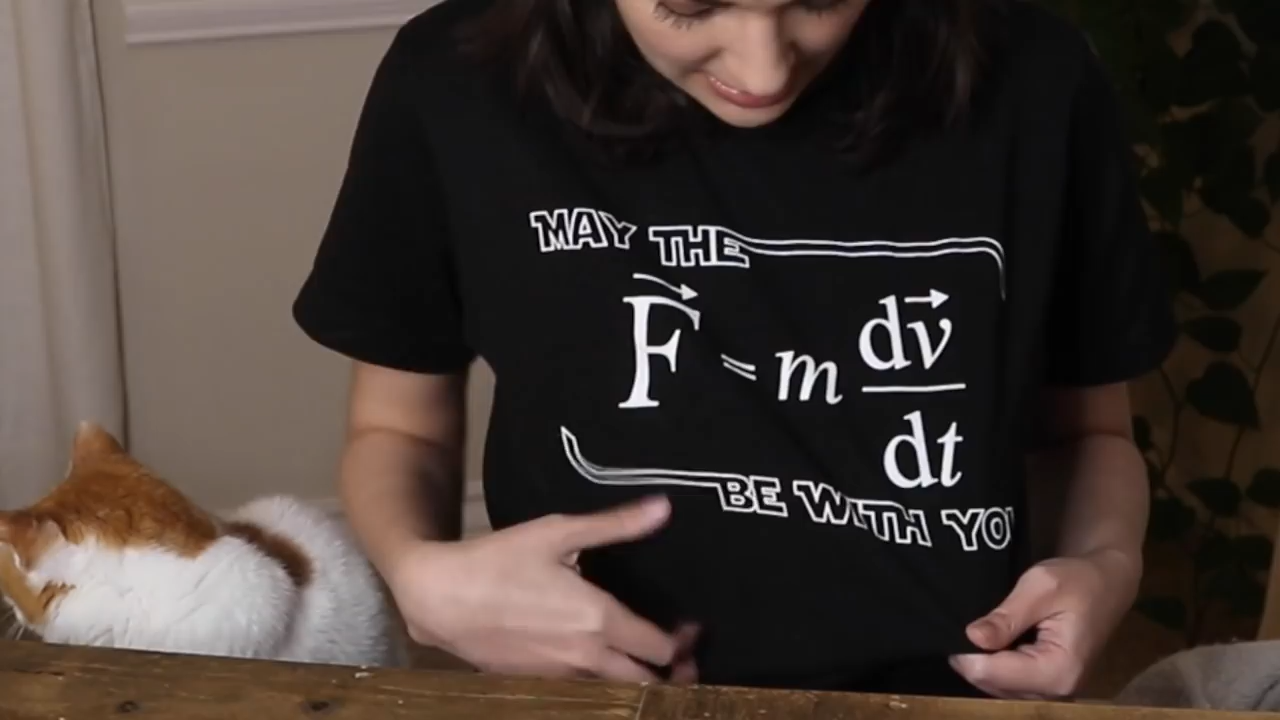 MAY THE
F⃗ = m dv⃗/dt
BE WITH YOU